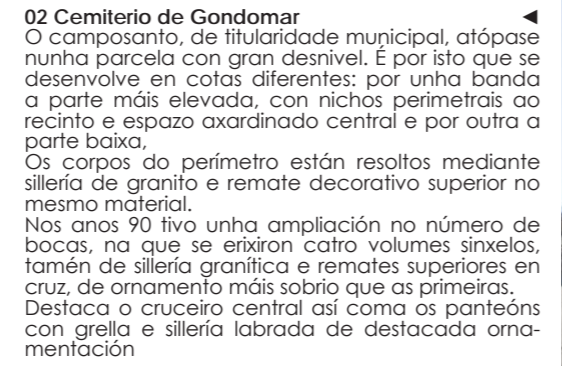 02 Cemiterio de Gondomar ◄
O camposanto, de titularidade municipal, atópase
nunha parcela con gran desnivel. É por isto que se
desenvolve en cotas diferentes: por unha banda
a parte máis elevada, con nichos perimetrais ao
recinto e espazo axardinado central e por outra a
parte baixa,
Os corpos do perímetro están resoltos mediante
sillería de granito e remate decorativo superior no
mesmo material.
Nos anos 90 tivo unha ampliación no número de
bocas, na que se erixiron catro volumes sinxelos,
tamén de sillería granítica e remates superiores en
cruz, de ornamento máis sobrio que as primeiras.
Destaca o cruceiro central así coma os panteóns
con grella e sillería labrada de destacada orna-
mentación